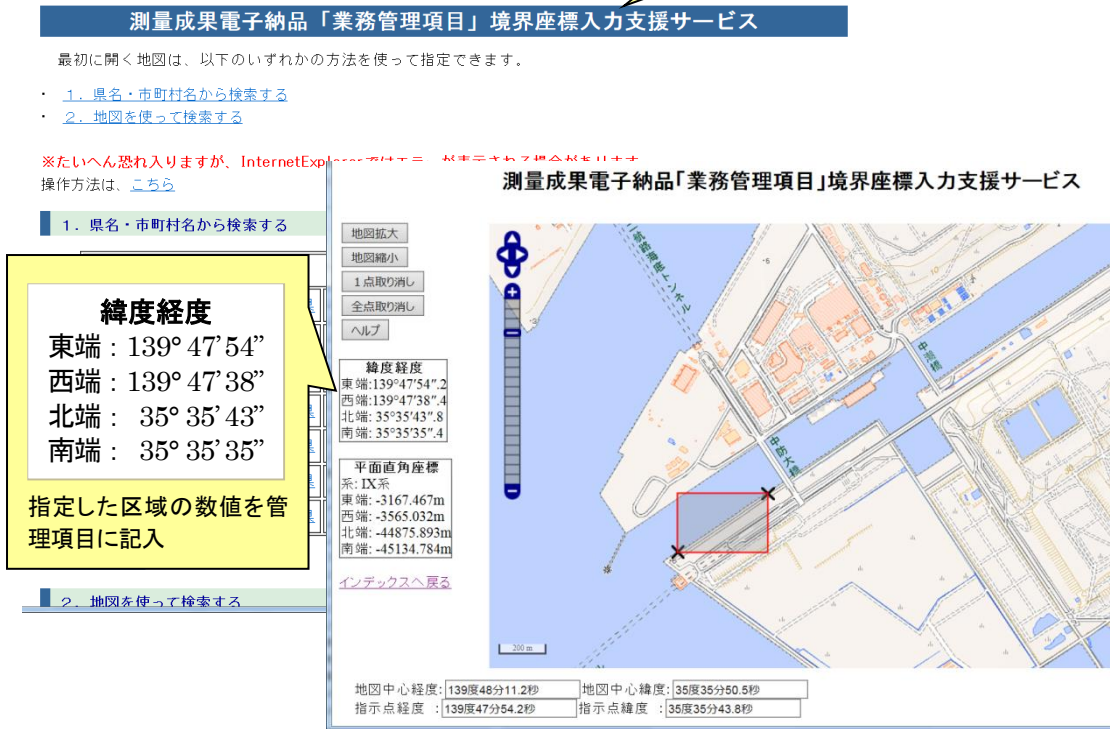 測量成果電子納品「業務管理項目」境界座標入力支援サービス
最初に開く地図は、以下のいずれかの方法を使って指定できます。
・ １．県名・市町村名から検索する
・ ２．地図を使って検索する
※たいへん恐れ入りますが、InternetExplorerではエラーが表示される場合があります
操作方法は、こちら
１．県名・市町村名から検索する
緯度経度
東端：139°47’54”
西端：139°47’38”
北端： 35°35’43”
南端： 35°35’35”
指定した区域の数値を管
理項目に記入
２．地図を使って検索する
測量成果電子納品「業務管理項目」境界座標入力支援サービス
地図拡大
地図縮小
１点取り消し
全点取り消し
ヘルプ
緯度経度
東端:139°47'54".2
西端:139°47'38".4
北端: 35°35'43".8
南端: 35°35'35".4
平面直角座標
系: IX系
東端: -3167.467m
西端: -3565.032m
北端: -44875.893m
南端: -45134.784m
インデックスへ戻る
航路海底トンネル
中潮橋
中防大橋
200 m
地図中心経度: 139度48分11.2秒 地図中心緯度: 35度35分50.5秒
指示点経度 : 139度47分54.2秒 指示点緯度 : 35度35分43.8秒